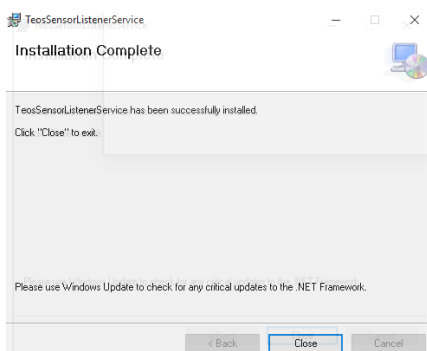 TeosSensorListenerService
Installation Complete
TeosSensorListenerService has been successfully installed.
Click "Close" to exit.
Please use Windows Update to check for any critical updates to the .NET Framework.
< Back
Close
Cancel